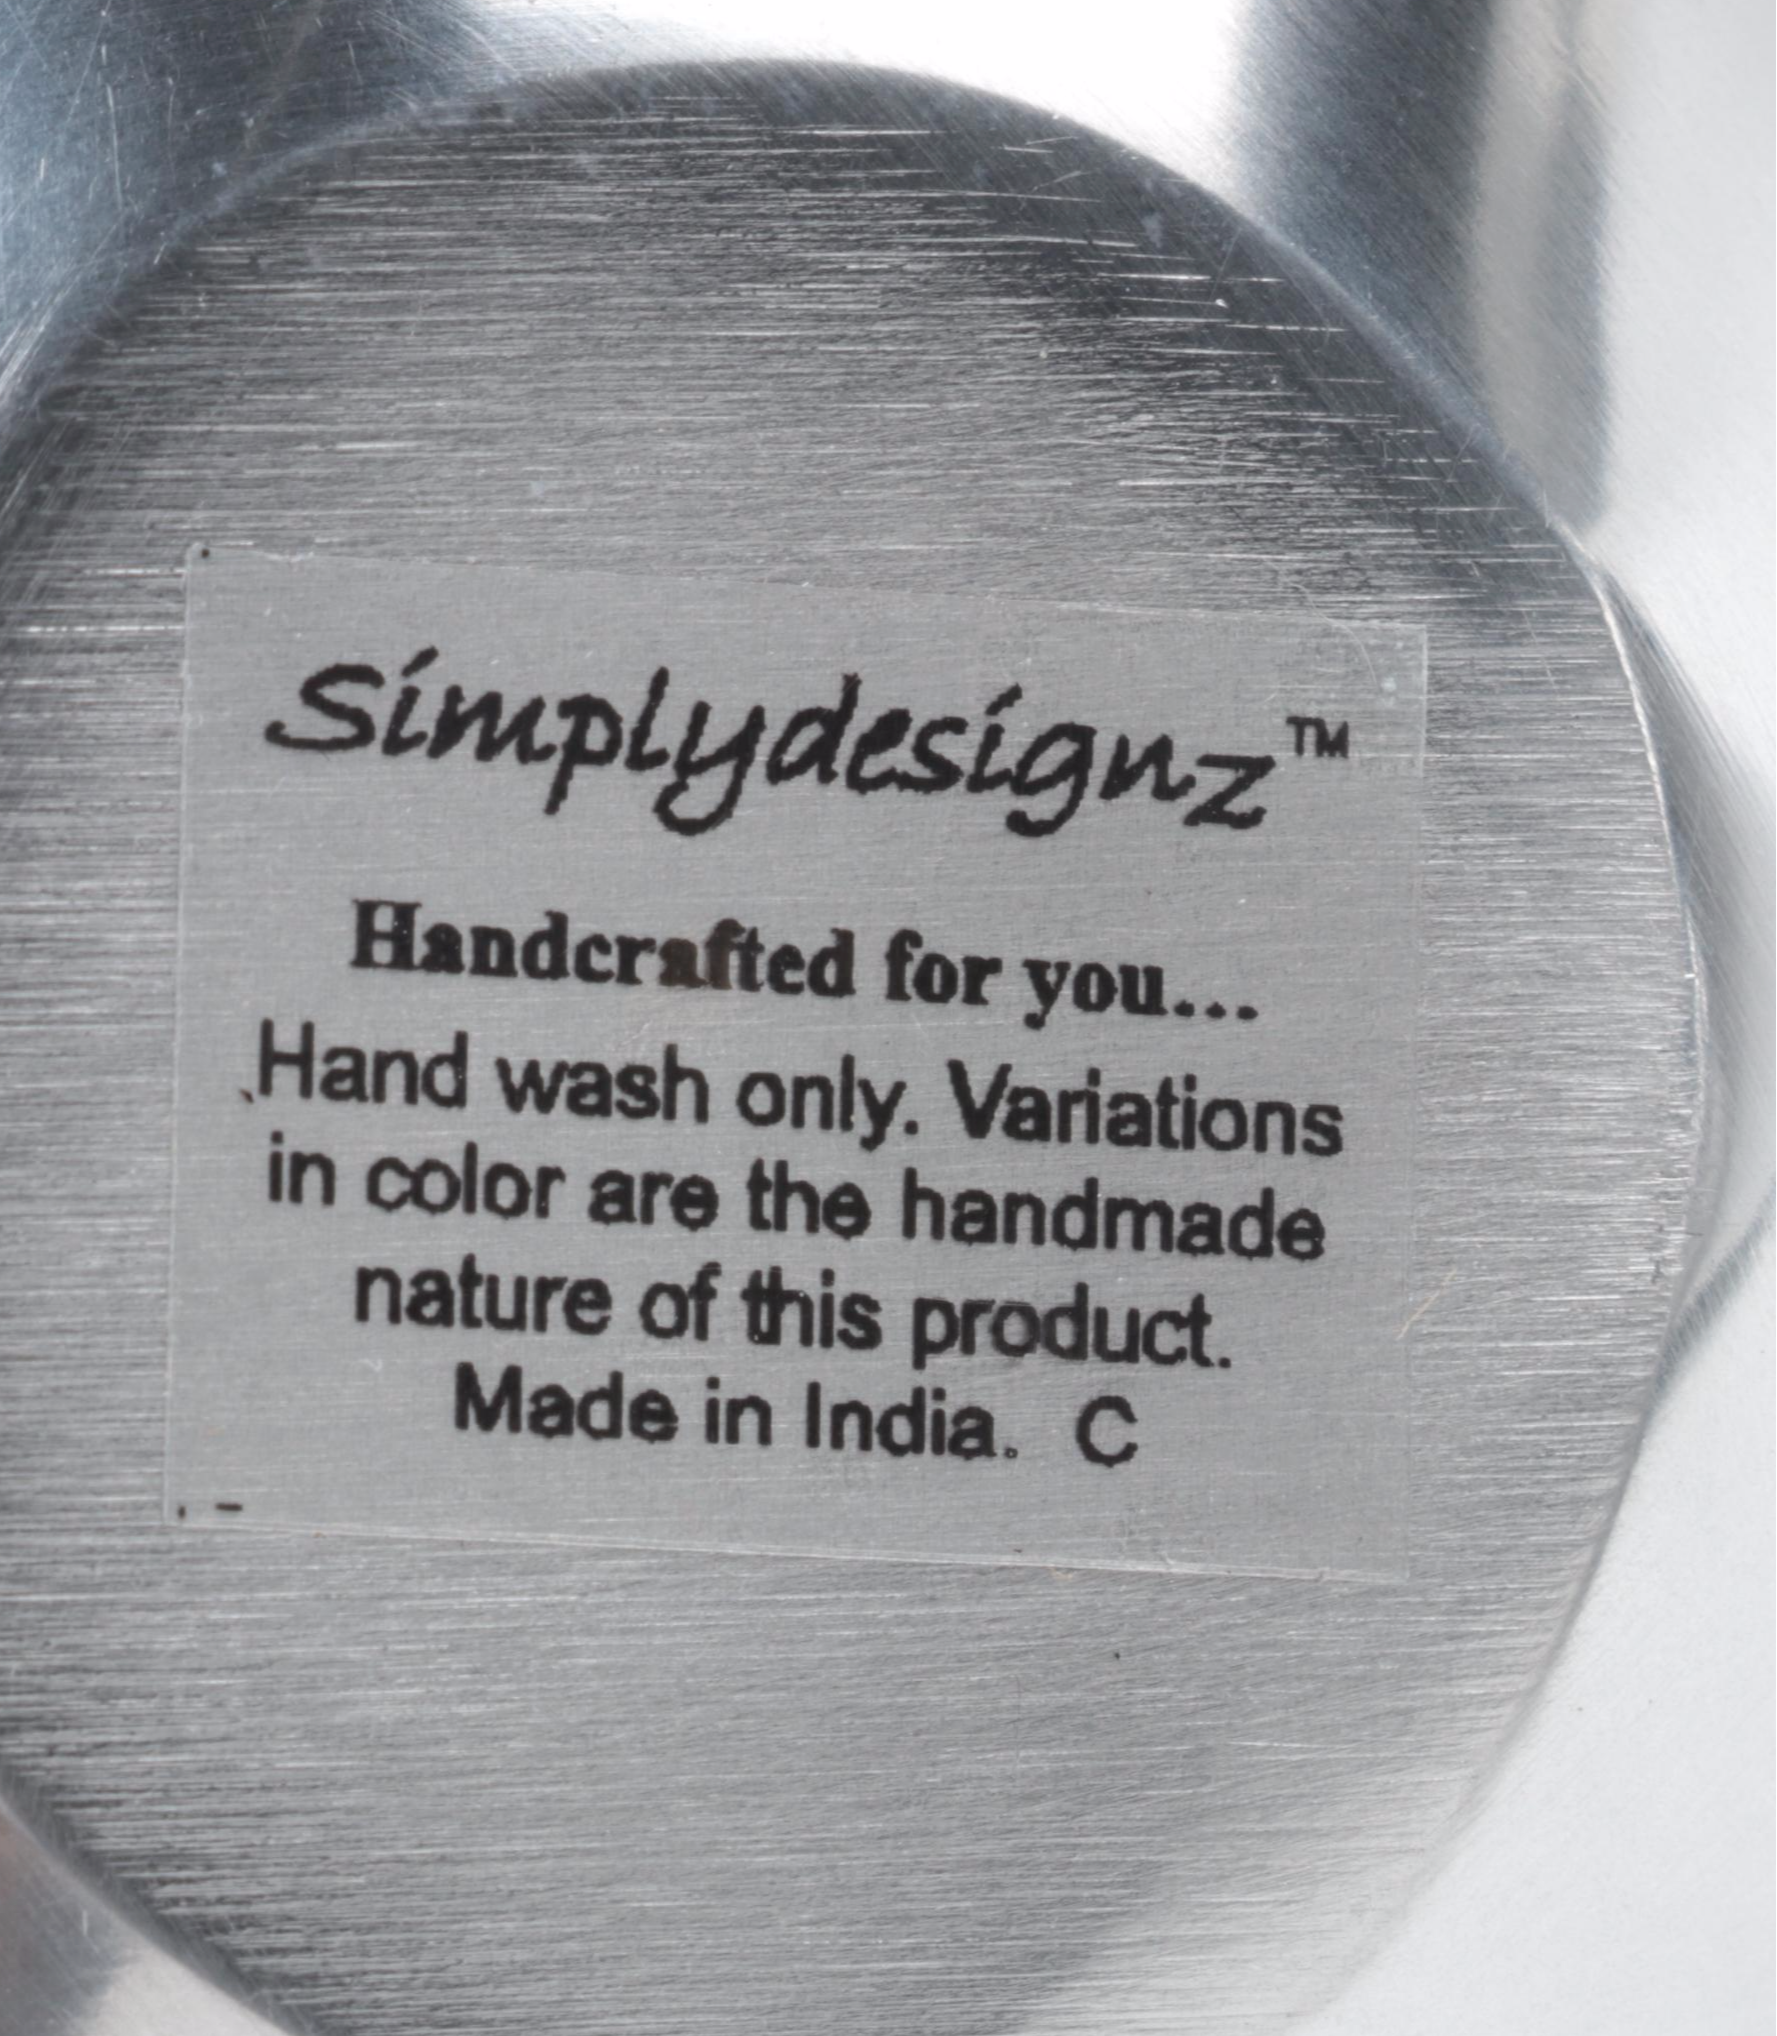 Simplydesignz™
Handcrafted for you...
Hand wash only. Variations
in color are the handmade
nature of this product.
Made in India. C